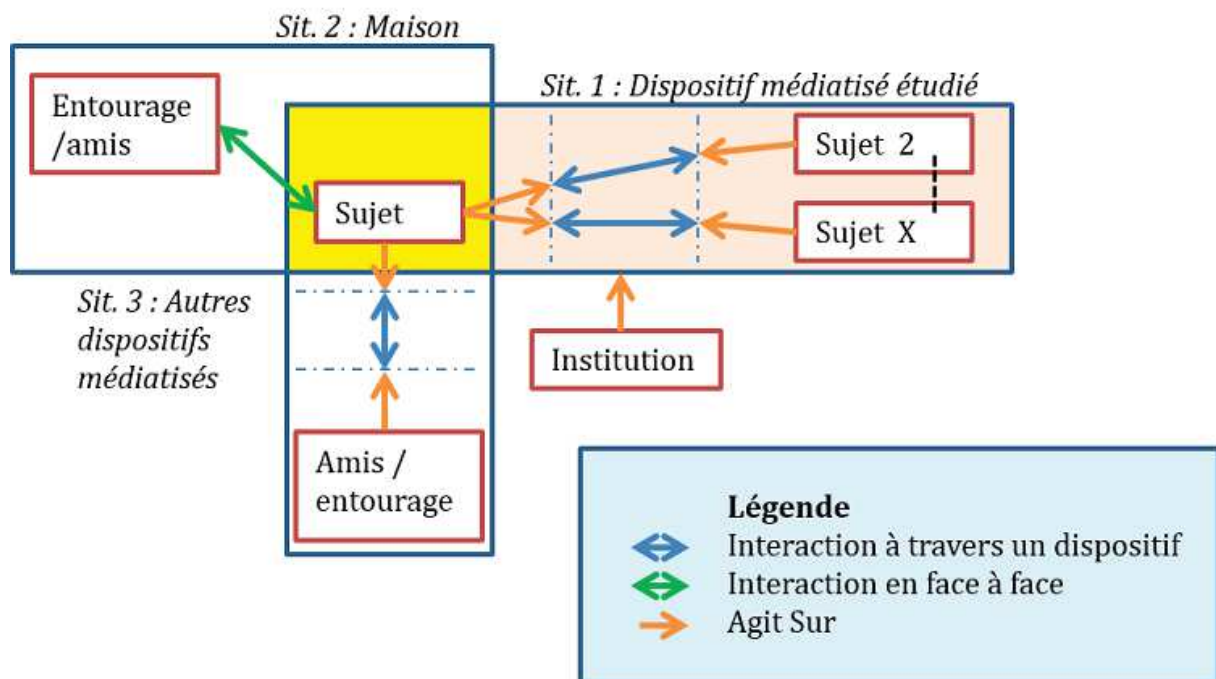 Sit. 2 : Maison
Entourage
/amis
Sit. 1 : Dispositif médiatisé étudié
Sujet
Sujet 2
Sujet X
Sit. 3 : Autres
dispositifs
médiatisés
Institution
Amis /
entourage
Légende
Interaction à travers un dispositif
Interaction en face à face
Agit Sur